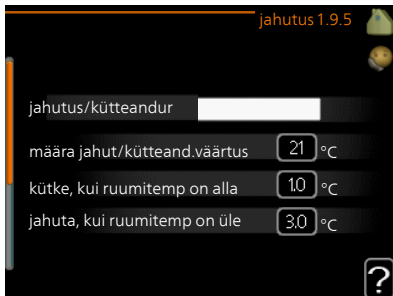 jahutus 1.9.5
jahutus/kütteandur
määra jahut/kütteand.väärtus 21 °C
kütke, kui ruumitemp on alla 1.0 °C
jahuta, kui ruumitemp on üle 3.0 °C
?